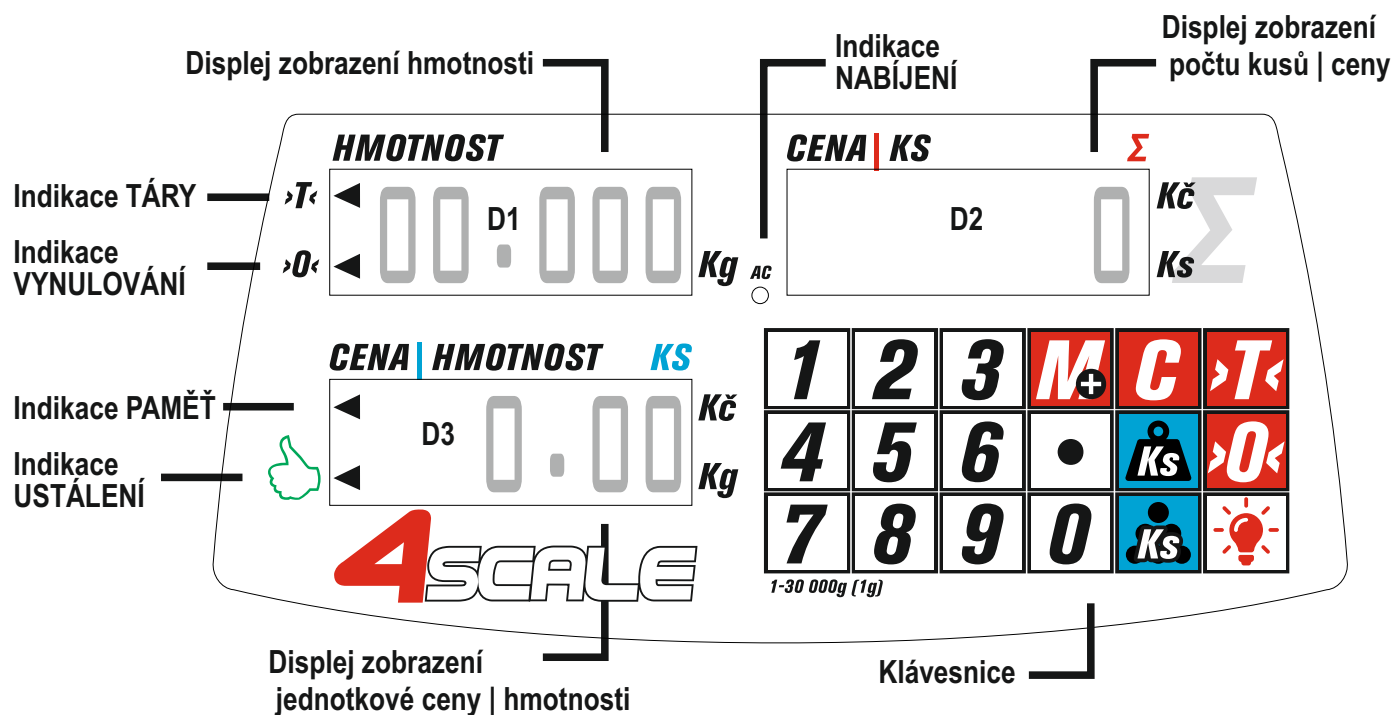 Displej zobrazení hmotnosti
Indikace
NABÍJENÍ
Displej zobrazení
počtu kusů | ceny
HMOTNOST
CENA | KS
Σ
Indikace TÁRY
›T‹
D1
00.000
Kg
Indikace
VYNULOVÁNÍ
›0‹
AC
D2
0
Kč
Ks
Σ
CENA | HMOTNOST
KS
Indikace PAMĚŤ
D3
0.00
Kč
Kg
Indikace
USTÁLENÍ
1 2 3 M+ C ›T‹
4 5 6 • Ks ›0‹
7 8 9 0 Ks
4SCALE
1-30 000g (1g)
Displej zobrazení
jednotkové ceny | hmotnosti
Klávesnice